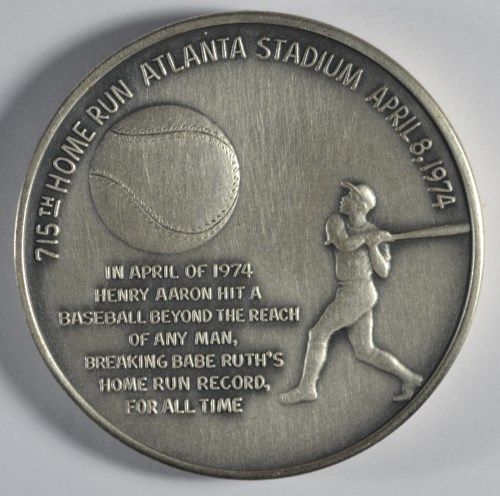 715TH HOME RUN ATLANTA STADIUM APRIL 8, 1974
IN APRIL OF 1974
HENRY AARON HIT A
BASEBALL BEYOND THE REACH
OF ANY MAN,
BREAKING BABE RUTH'S
HOME RUN RECORD,
FOR ALL TIME